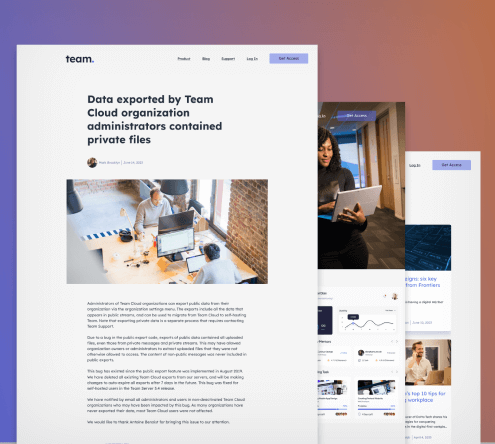 team.
Product Blog Support Log In Get Access
Data exported by Team
Cloud organization
administrators contained
private files
Administrators of Team Cloud organizations can export public data from their
organization via the organization settings menu. The exports include all the data that
appears in public streams, and can be used to migrate from Team Cloud to self-hosting
Team. Note that exporting private data is a separate process that requires contacting
Team Support.
Due to a bug in the public export code, exports of public data contained all uploaded
files, even those from private messages and private streams. This may have allowed
organization owners or administrators to extract uploaded files that they were not
otherwise allowed to access. The content of non-public messages was never included in
public exports.
This bug has existed since the public export feature was implemented in August 2019.
We have deleted all existing Team Cloud exports from our servers, and will be making
changes to auto expire all exports after 7 days in the future. This bug was fixed for
self-hosted users in the Team Server 3.4 release.
We have notified by email all administrators and users in non-demo/test Team Cloud
organizations who may have been impacted by this bug. As many organizations have
never exported their data, most Team Cloud users were not affected.
We would like to thank Antoine Benoist for bringing this issue to our attention.
Get Access
Log In Get Access
igns: six key
from Frontiers
's top 10 tips for
g workplace